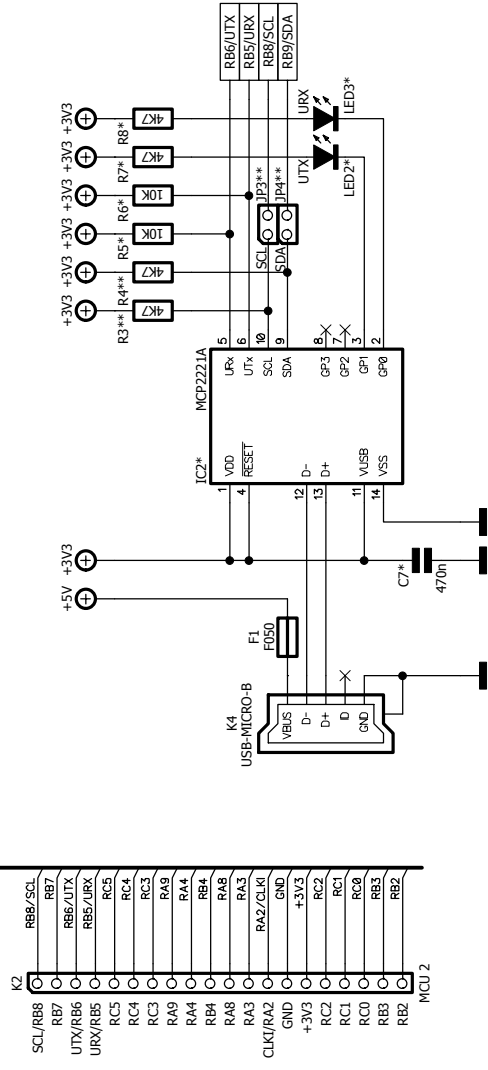 K2
SCL/RB8
RB7
UTX/RB6
URX/RB5
RC5
RC4
RC3
RA9
RA4
RB4
RA8
RA3
CLKI/RA2
GND
+3V3
RC2
RC1
RC0
RB3
RB2
MCU 2
RB8/SCL
RB7
RB6/UTX
RB5/URX
RC5
RC4
RC3
RA9
RA4
RB4
RA8
RA3
RA2/CLKI
GND
+3V3
RC2
RC1
RC0
RB3
RB2
K4
USB-MICRO-B
VBUS
D-
D+
ID
GND
F1
F050
+5V
+3V3
C7*
470n
IC2*
MCP2221A
1 VDD
4 RESET
12 D-
13 D+
11 VUSB
14 VSS
URx 5
UTx 6
SCL 10
SDA 9
GP3 8
GP2 7
GP1 3
GP0 2
+3V3
R3**
4K7
+3V3
R4**
4K7
+3V3
R5*
10K
+3V3
R6*
10K
+3V3
R7*
4K7
+3V3
R8*
4K7
SCL
JP3**
SDA
JP4**
UTX
LED2*
URX
LED3*
RB6/UTX
RB5/URX
RB8/SCL
RB9/SDA